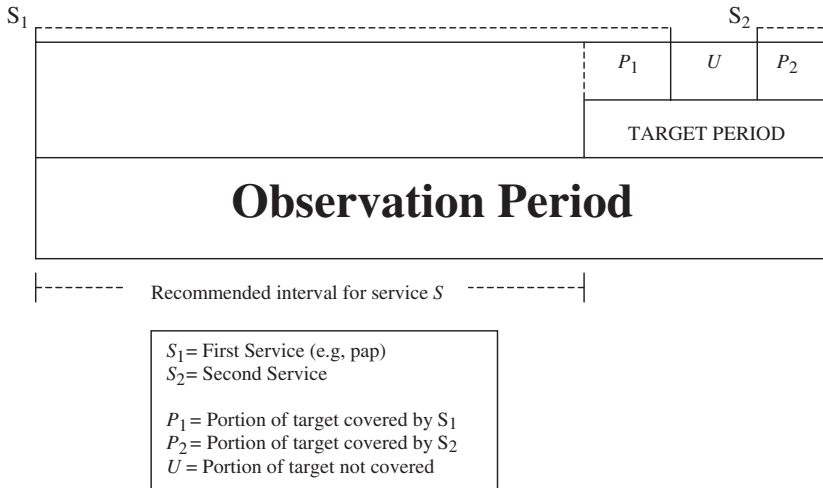 S1 S2
P1 U P2
TARGET PERIOD
Observation Period
Recommended interval for service S
S1= First Service (e.g, pap)
S2= Second Service
P1 = Portion of target covered by S1
P2 = Portion of target covered by S2
U = Portion of target not covered